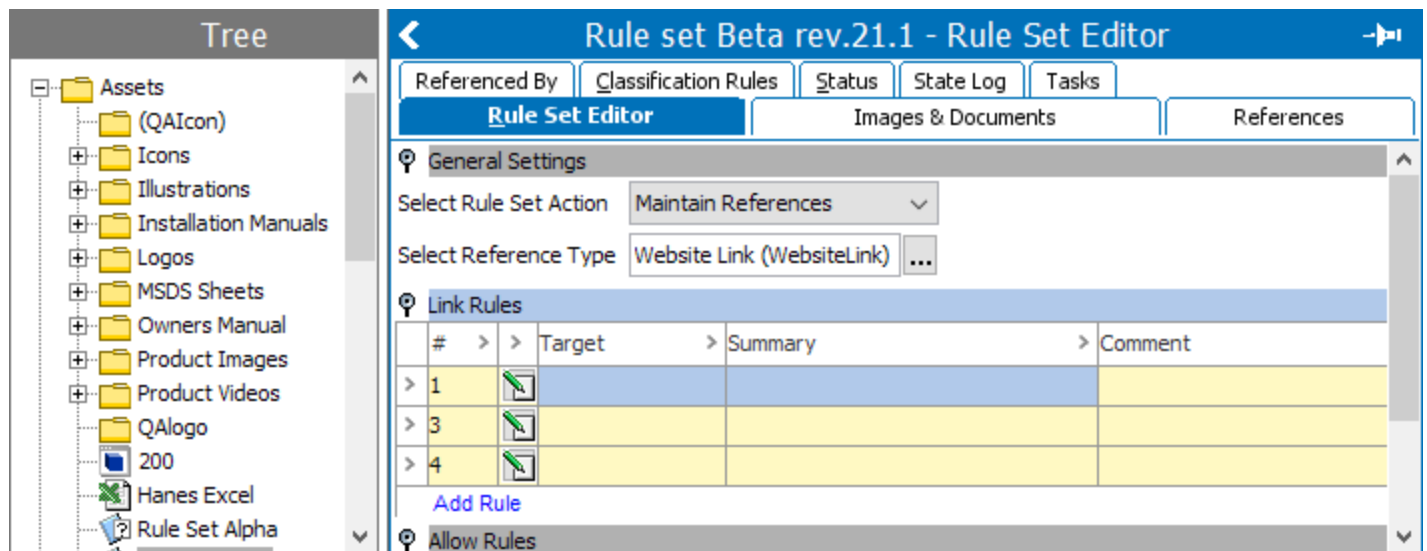 Tree
Assets
(QAIcon)
Icons
Illustrations
Installation Manuals
Logos
MSDS Sheets
Owners Manual
Product Images
Product Videos
QAlogo
200
Hanes Excel
Rule Set Alpha
Rule set Beta rev.21.1 - Rule Set Editor
Referenced By Classification Rules Status State Log Tasks
Rule Set Editor Images & Documents References
General Settings
Select Rule Set Action Maintain References
Select Reference Type Website Link (WebsiteLink) ...
Link Rules
# > > Target > Summary > Comment
> 1
> 3
> 4
Add Rule
Allow Rules